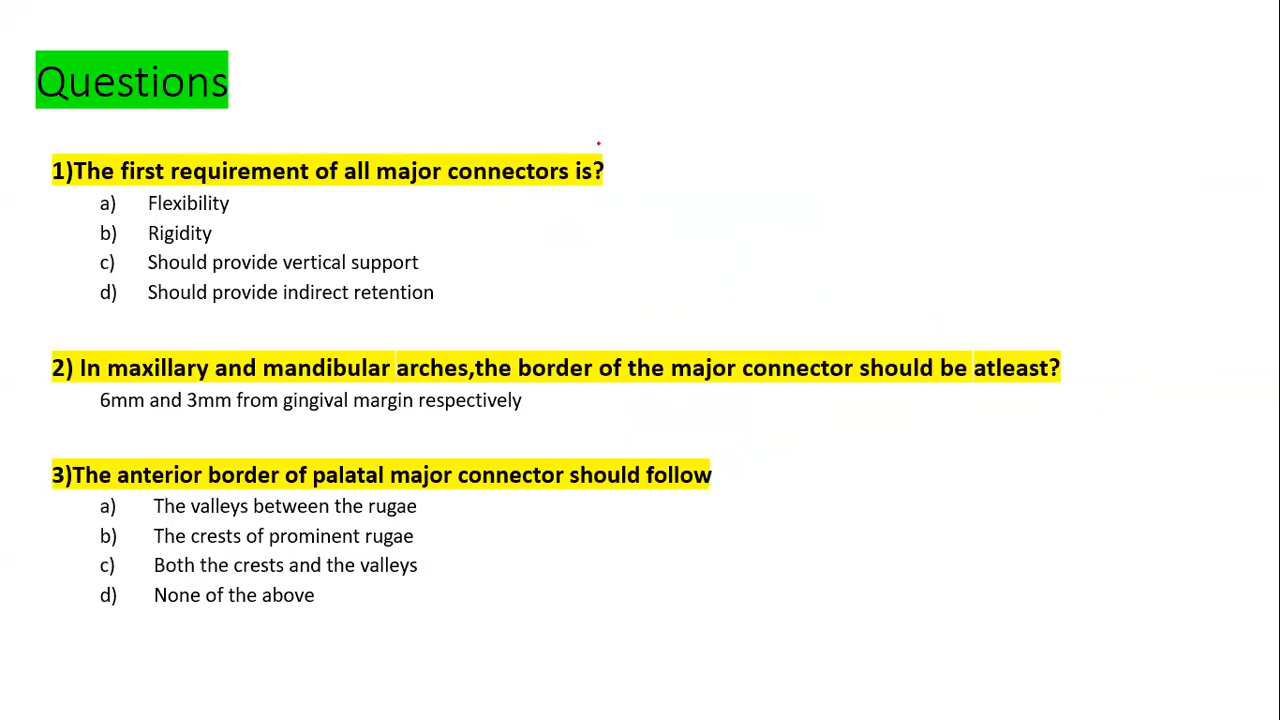 Questions
1)The first requirement of all major connectors is?
a) Flexibility
b) Rigidity
c) Should provide vertical support
d) Should provide indirect retention
2) In maxillary and mandibular arches,the border of the major connector should be atleast?
6mm and 3mm from gingival margin respectively
3)The anterior border of palatal major connector should follow
a) The valleys between the rugae
b) The crests of prominent rugae
c) Both the crests and the valleys
d) None of the above